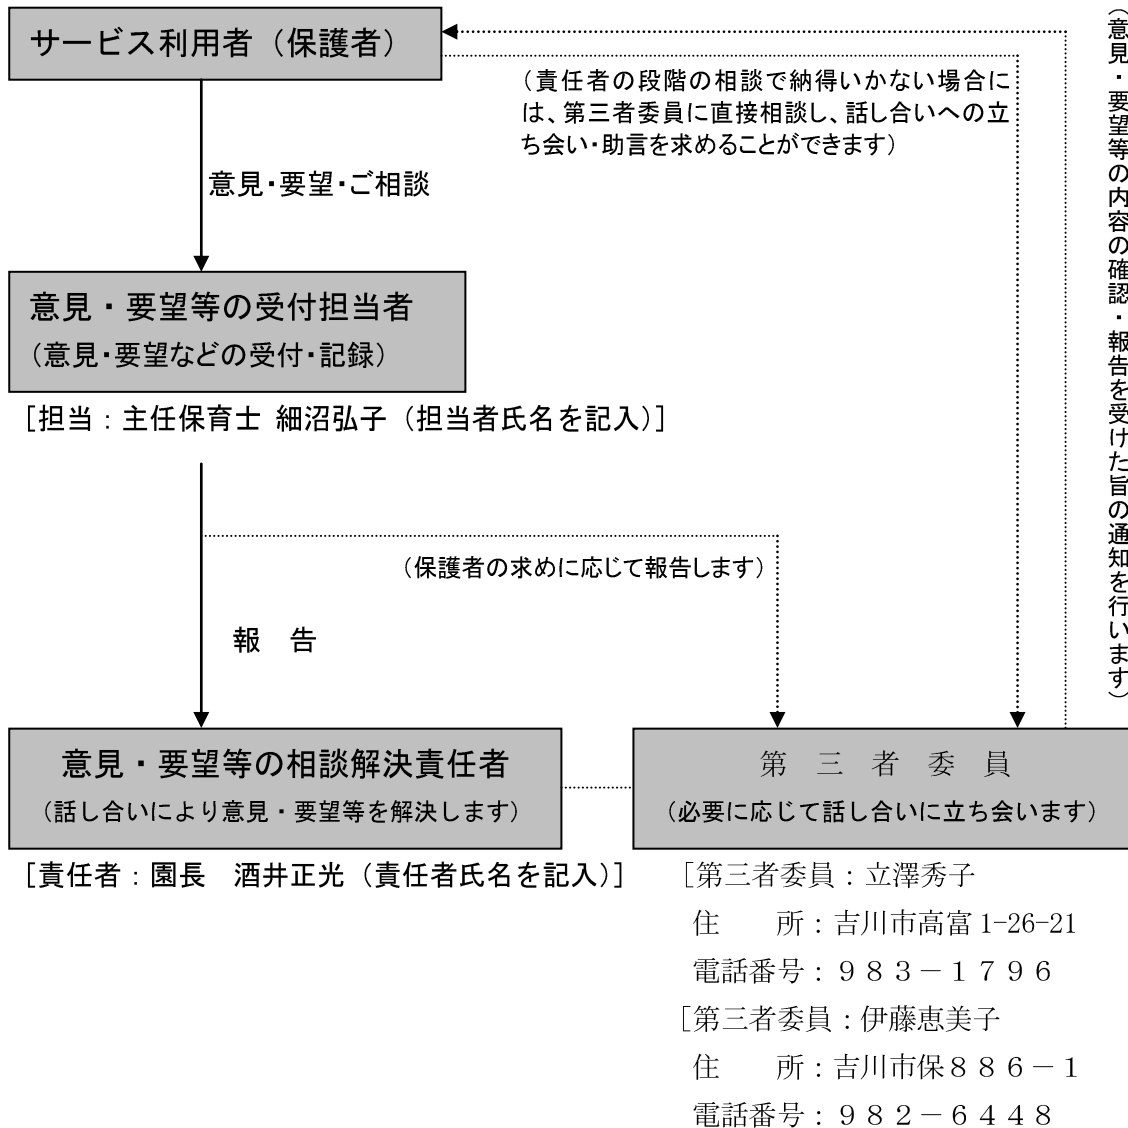 サービス利用者（保護者）
（責任者の段階の相談で納得いかない場合に
は、第三者委員に直接相談し、話し合いへの立
ち会い・助言を求めることができます）
（意見・要望等の内容の確認・報告を受けた旨の通知を行います）
意見・要望・ご相談
意見・要望等の受付担当者
（意見・要望などの受付・記録）
［担当：主任保育士 細沼弘子（担当者氏名を記入）］
（保護者の求めに応じて報告します）
報　告
意見・要望等の相談解決責任者
（話し合いにより意見・要望等を解決します）
［責任者：園長　酒井正光（責任者氏名を記入）］
第　三　者　委　員
（必要に応じて話し合いに立ち会います）
［第三者委員：立澤秀子
住　　所：吉川市高富 1-26-21
電話番号：９８３－１７９６
［第三者委員：伊藤恵美子
住　　所：吉川市保８８６－１
電話番号：９８２－６４４８